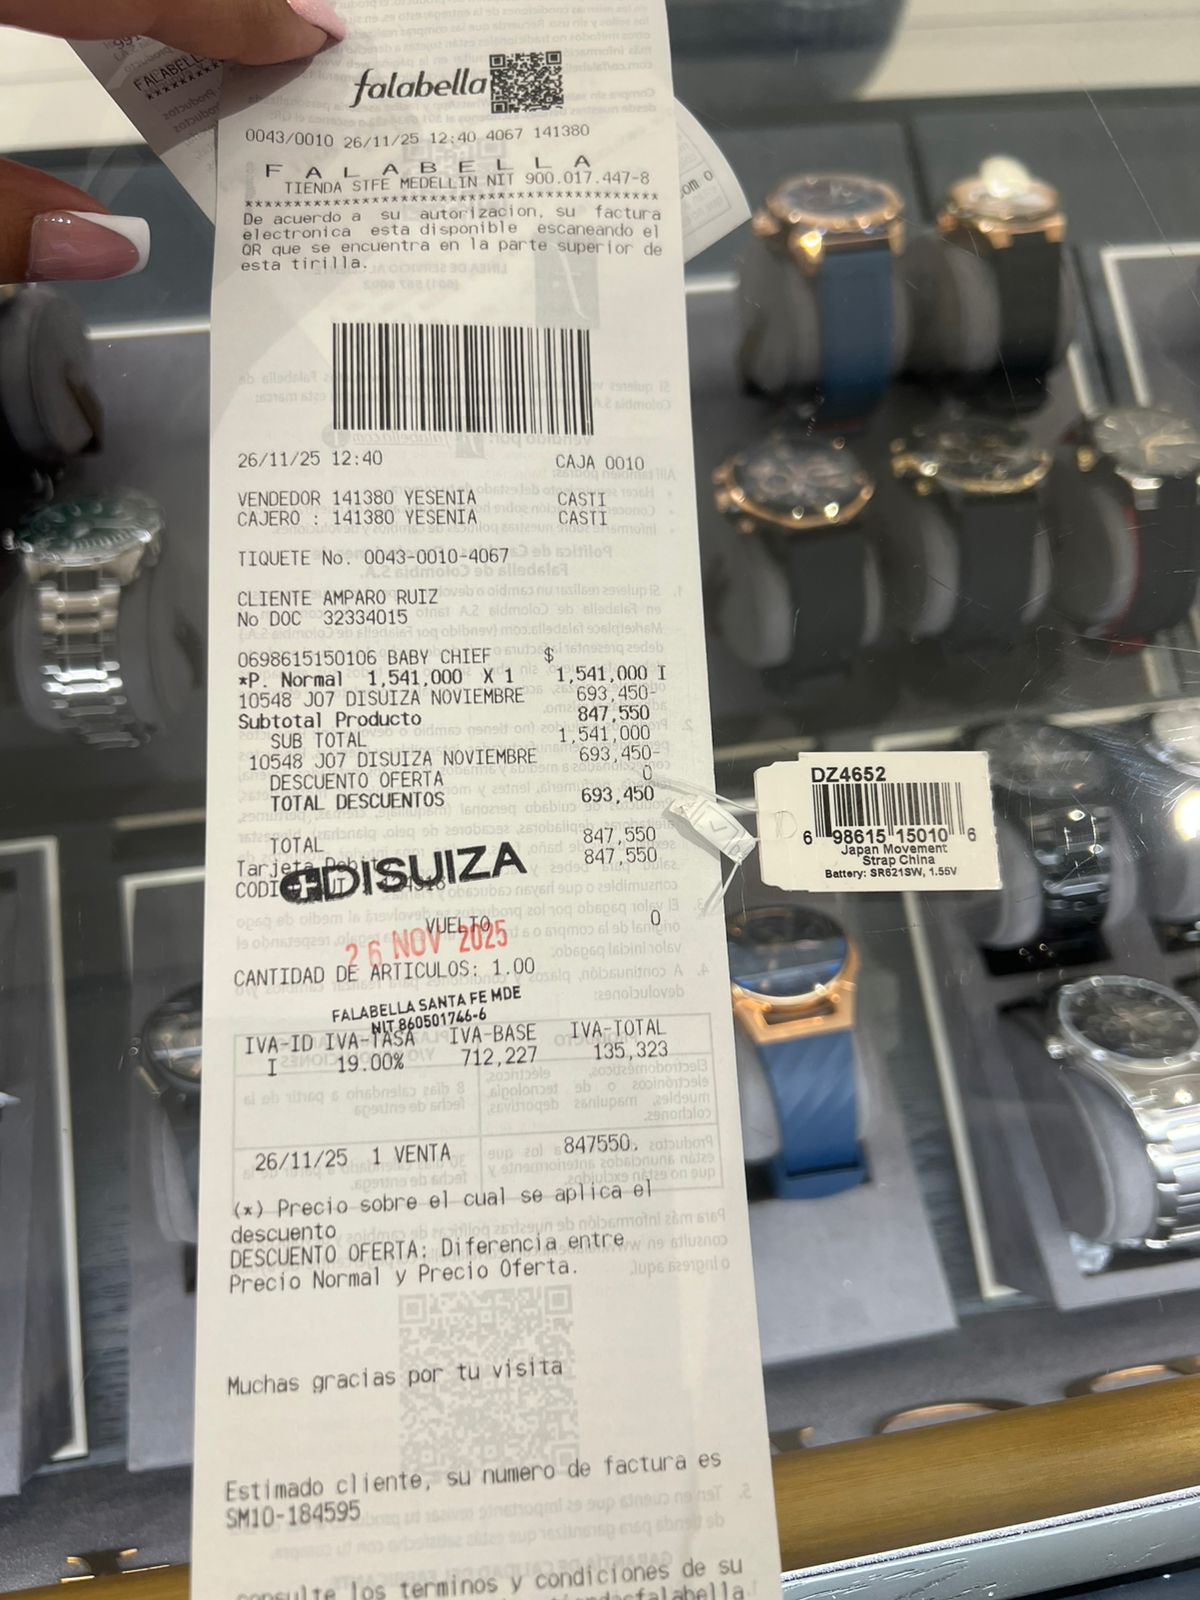 falabella
0043/0010 26/11/25 12:40 4067 141380
F A L A B E L L A
TIENDA STFE MEDELLIN NIT 900.017.447-8
De acuerdo a su autorizacion, su factura
electronica esta disponible escaneando el
QR que se encuentra en la parte superior de
esta tirilla.
26/11/25 12:40 CAJA 0010
VENDEDOR 141380 YESENIA CASTI
CAJERO : 141380 YESENIA CASTI
TIQUETE No. 0043-0010-4067
CLIENTE AMPARO RUIZ
No DOC 32334015
0698615150106 BABY CHIEF $
*P. Normal 1,541,000 X 1 1,541,000 I
10548 J07 DISUIZA NOVIEMBRE 693,450-
Subtotal Producto 847,550
SUB TOTAL 1,541,000
10548 J07 DISUIZA NOVIEMBRE 693,450-
DESCUENTO OFERTA 0
TOTAL DESCUENTOS 693,450
TOTAL 847,550
Tarjeta Debit 847,550
DISUIZA
VUELTO 0
26 NOV 2025
CANTIDAD DE ARTICULOS: 1.00
FALABELLA SANTA FE MDE
NIT 860501746-6
IVA-ID IVA-TASA IVA-BASE IVA-TOTAL
I 19.00% 712,227 135,323
26/11/25 1 VENTA 847550.
(*) Precio sobre el cual se aplica el
descuento
DESCUENTO OFERTA: Diferencia entre
Precio Normal y Precio Oferta.
Muchas gracias por tu visita
Estimado cliente, su numero de factura es
SM10-184595
consulte los terminos y condiciones de su
DZ4652
6 98615 15010 6
Japan Movement
Strap China
Battery: SR621SW, 1.55V